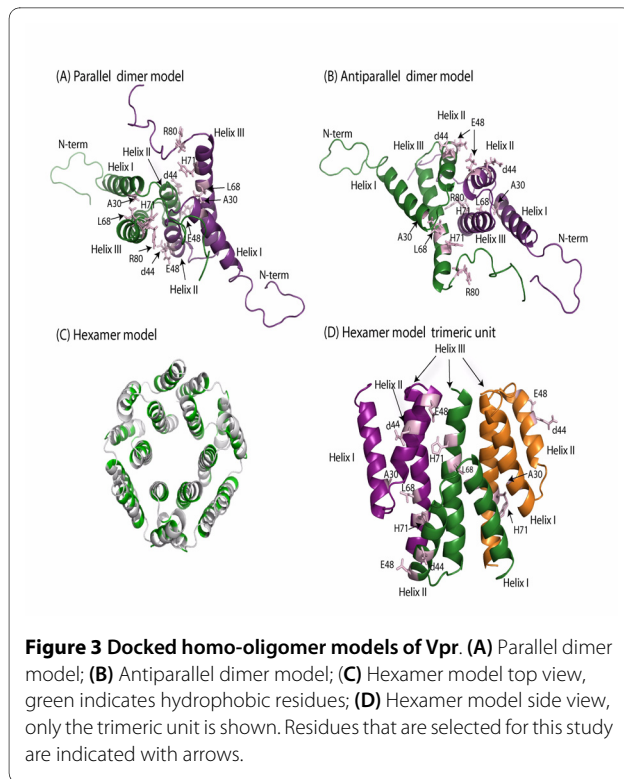 (A) Parallel dimer model
R80
Helix III
N-term
Helix II
Helix I
d44
H71
A30
H71
L68
L68
A30
Helix III
R80
E48
Helix I
d44
E48
N-term
Helix II
(B) Antiparallel dimer model
E48
Helix III
d44
Helix II
N-term
d44
Helix I
A30
R80
L68
H71
Helix I
A30
H71
Helix III
L68
N-term
R80
(C) Hexamer model
(D) Hexamer model trimeric unit
Helix III
Helix II
E48
E48
d44
d44
H71
Helix II
Helix I
L68
A30
A30
L68
Helix I
H71
H71
E48
d44
Helix I
Helix II
Figure 3 Docked homo-oligomer models of Vpr. (A) Parallel dimer
model; (B) Antiparallel dimer model; (C) Hexamer model top view,
green indicates hydrophobic residues; (D) Hexamer model side view,
only the trimeric unit is shown. Residues that are selected for this study
are indicated with arrows.